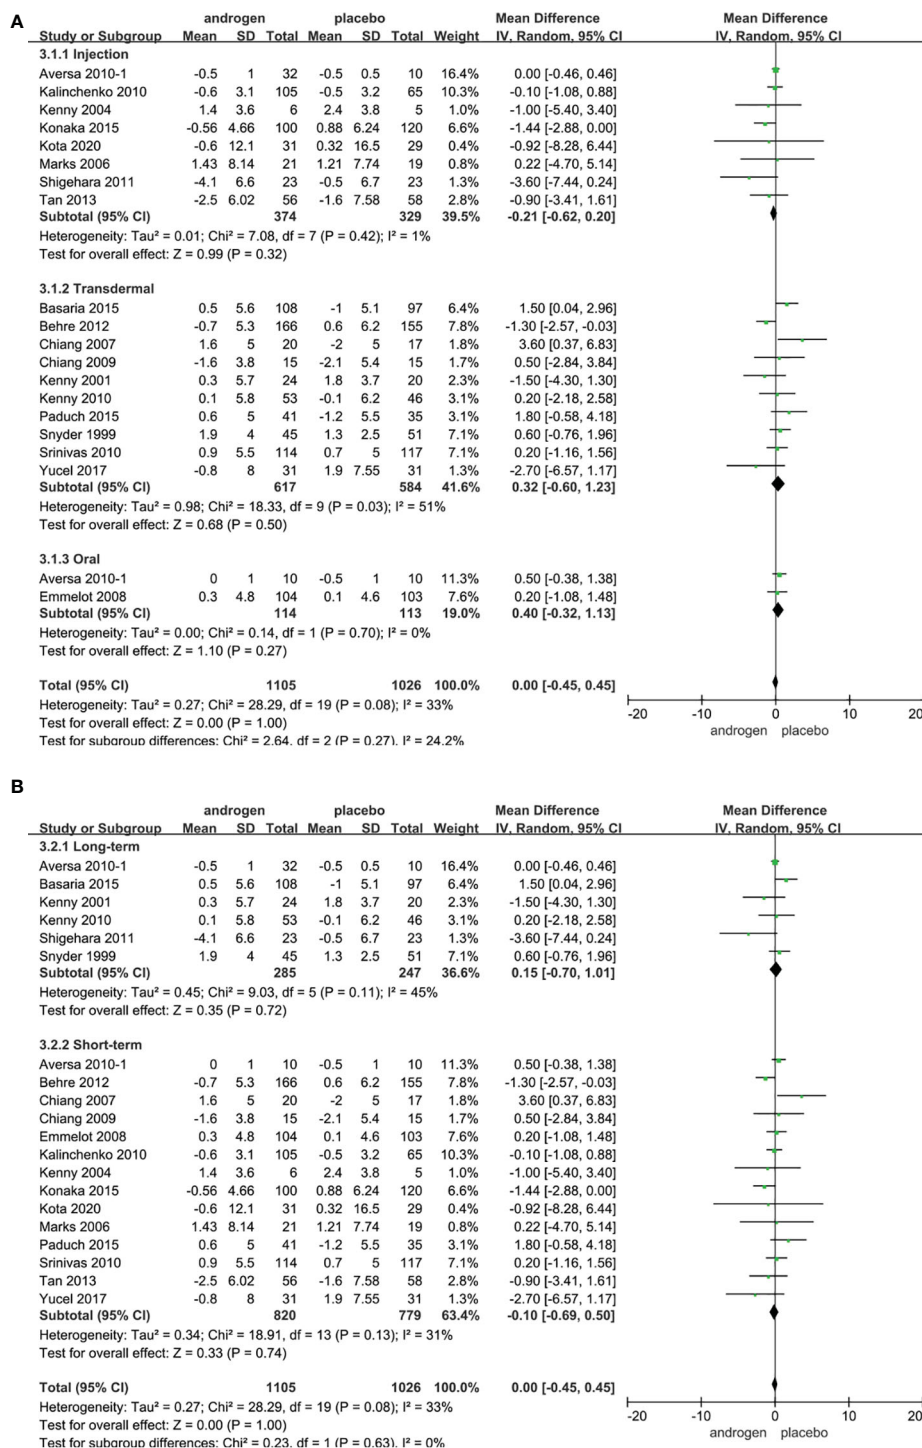 A
androgen placebo Mean Difference Mean Difference
Study or Subgroup Mean SD Total Mean SD Total Weight IV, Random, 95% CI IV, Random, 95% CI
3.1.1 Injection
Aversa 2010-1 -0.5 1 32 -0.5 0.5 10 16.4% 0.00 [-0.46, 0.46]
Kalinchenko 2010 -0.6 3.1 105 -0.5 3.2 65 10.3% -0.10 [-1.08, 0.88]
Kenny 2004 1.4 3.6 6 2.4 3.8 5 1.0% -1.00 [-5.40, 3.40]
Konaka 2015 -0.56 4.66 100 0.88 6.24 120 6.6% -1.44 [-2.88, 0.00]
Kota 2020 -0.6 12.1 31 0.32 16.5 29 0.4% -0.92 [-8.28, 6.44]
Marks 2006 1.43 8.14 21 1.21 7.74 19 0.8% 0.22 [-4.70, 5.14]
Shigehara 2011 -4.1 6.6 23 -0.5 6.7 23 1.3% -3.60 [-7.44, 0.24]
Tan 2013 -2.5 6.02 56 -1.6 7.58 58 2.8% -0.90 [-3.41, 1.61]
Subtotal (95% CI) 374 329 39.5% -0.21 [-0.62, 0.20]
Heterogeneity: Tau² = 0.01; Chi² = 7.08, df = 7 (P = 0.42); I² = 1%
Test for overall effect: Z = 0.99 (P = 0.32)
3.1.2 Transdermal
Basaria 2015 0.5 5.6 108 -1 5.1 97 6.4% 1.50 [0.04, 2.96]
Behre 2012 -0.7 5.3 166 0.6 6.2 155 7.8% -1.30 [-2.57, -0.03]
Chiang 2007 1.6 5 20 -2 5 17 1.8% 3.60 [0.37, 6.83]
Chiang 2009 -1.6 3.8 15 -2.1 5.4 15 1.7% 0.50 [-2.84, 3.84]
Kenny 2001 0.3 5.7 24 1.8 3.7 20 2.3% -1.50 [-4.30, 1.30]
Kenny 2010 0.1 5.8 53 -0.1 6.2 46 3.1% 0.20 [-2.18, 2.58]
Paduch 2015 0.6 5 41 -1.2 5.5 35 3.1% 1.80 [-0.58, 4.18]
Snyder 1999 1.9 4 45 1.3 2.5 51 7.1% 0.60 [-0.76, 1.96]
Srinivas 2010 0.9 5.5 114 0.7 5 117 7.1% 0.20 [-1.16, 1.56]
Yucel 2017 -0.8 8 31 1.9 7.55 31 1.3% -2.70 [-6.57, 1.17]
Subtotal (95% CI) 617 584 41.6% 0.32 [-0.60, 1.23]
Heterogeneity: Tau² = 0.98; Chi² = 18.33, df = 9 (P = 0.03); I² = 51%
Test for overall effect: Z = 0.68 (P = 0.50)
3.1.3 Oral
Aversa 2010-1 0 1 10 -0.5 1 10 11.3% 0.50 [-0.38, 1.38]
Emmelot 2008 0.3 4.8 104 0.1 4.6 103 7.6% 0.20 [-1.08, 1.48]
Subtotal (95% CI) 114 113 19.0% 0.40 [-0.32, 1.13]
Heterogeneity: Tau² = 0.00; Chi² = 0.14, df = 1 (P = 0.70); I² = 0%
Test for overall effect: Z = 1.10 (P = 0.27)
Total (95% CI) 1105 1026 100.0% 0.00 [-0.45, 0.45]
Heterogeneity: Tau² = 0.27; Chi² = 28.29, df = 19 (P = 0.08); I² = 33%
-20 -10 0 10 20
Test for overall effect: Z = 0.00 (P = 1.00)
androgen placebo
Test for subgroup differences: Chi² = 2.64, df = 2 (P = 0.27), I² = 24.2%
B
androgen placebo Mean Difference Mean Difference
Study or Subgroup Mean SD Total Mean SD Total Weight IV, Random, 95% CI IV, Random, 95% CI
3.2.1 Long-term
Aversa 2010-1 -0.5 1 32 -0.5 0.5 10 16.4% 0.00 [-0.46, 0.46]
Basaria 2015 0.5 5.6 108 -1 5.1 97 6.4% 1.50 [0.04, 2.96]
Kenny 2001 0.3 5.7 24 1.8 3.7 20 2.3% -1.50 [-4.30, 1.30]
Kenny 2010 0.1 5.8 53 -0.1 6.2 46 3.1% 0.20 [-2.18, 2.58]
Shigehara 2011 -4.1 6.6 23 -0.5 6.7 23 1.3% -3.60 [-7.44, 0.24]
Snyder 1999 1.9 4 45 1.3 2.5 51 7.1% 0.60 [-0.76, 1.96]
Subtotal (95% CI) 285 247 36.6% 0.15 [-0.70, 1.01]
Heterogeneity: Tau² = 0.45; Chi² = 9.03, df = 5 (P = 0.11); I² = 45%
Test for overall effect: Z = 0.35 (P = 0.72)
3.2.2 Short-term
Aversa 2010-1 0 1 10 -0.5 1 10 11.3% 0.50 [-0.38, 1.38]
Behre 2012 -0.7 5.3 166 0.6 6.2 155 7.8% -1.30 [-2.57, -0.03]
Chiang 2007 1.6 5 20 -2 5 17 1.8% 3.60 [0.37, 6.83]
Chiang 2009 -1.6 3.8 15 -2.1 5.4 15 1.7% 0.50 [-2.84, 3.84]
Emmelot 2008 0.3 4.8 104 0.1 4.6 103 7.6% 0.20 [-1.08, 1.48]
Kalinchenko 2010 -0.6 3.1 105 -0.5 3.2 65 10.3% -0.10 [-1.08, 0.88]
Kenny 2004 1.4 3.6 6 2.4 3.8 5 1.0% -1.00 [-5.40, 3.40]
Konaka 2015 -0.56 4.66 100 0.88 6.24 120 6.6% -1.44 [-2.88, 0.00]
Kota 2020 -0.6 12.1 31 0.32 16.5 29 0.4% -0.92 [-8.28, 6.44]
Marks 2006 1.43 8.14 21 1.21 7.74 19 0.8% 0.22 [-4.70, 5.14]
Paduch 2015 0.6 5 41 -1.2 5.5 35 3.1% 1.80 [-0.58, 4.18]
Srinivas 2010 0.9 5.5 114 0.7 5 117 7.1% 0.20 [-1.16, 1.56]
Tan 2013 -2.5 6.02 56 -1.6 7.58 58 2.8% -0.90 [-3.41, 1.61]
Yucel 2017 -0.8 8 31 1.9 7.55 31 1.3% -2.70 [-6.57, 1.17]
Subtotal (95% CI) 820 779 63.4% -0.10 [-0.69, 0.50]
Heterogeneity: Tau² = 0.34; Chi² = 18.91, df = 13 (P = 0.13); I² = 31%
Test for overall effect: Z = 0.33 (P = 0.74)
Total (95% CI) 1105 1026 100.0% 0.00 [-0.45, 0.45]
Heterogeneity: Tau² = 0.27; Chi² = 28.29, df = 19 (P = 0.08); I² = 33%
-20 -10 0 10 20
Test for overall effect: Z = 0.00 (P = 1.00)
androgen placebo
Test for subgroup differences: Chi² = 0.23, df = 1 (P = 0.63), I² = 0%